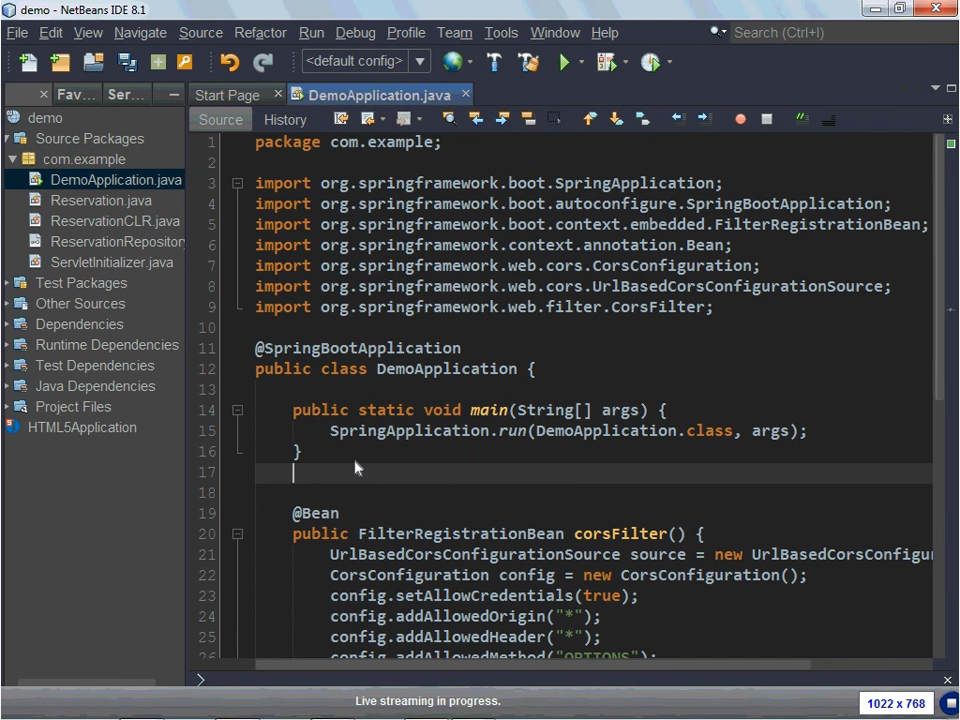 demo - NetBeans IDE 8.1
File Edit View Navigate Source Refactor Run Debug Profile Team Tools Window Help Search (Ctrl+I)
<default config>
Fav... Ser... Start Page DemoApplication.java
Source History
demo
Source Packages
com.example
DemoApplication.java
Reservation.java
ReservationCLR.java
ReservationRepository
ServletInitializer.java
Test Packages
Other Sources
Dependencies
Runtime Dependencies
Test Dependencies
Java Dependencies
Project Files
HTML5Application
1 package com.example;
2
3 import org.springframework.boot.SpringApplication;
4 import org.springframework.boot.autoconfigure.SpringBootApplication;
5 import org.springframework.boot.context.embedded.FilterRegistrationBean;
6 import org.springframework.context.annotation.Bean;
7 import org.springframework.web.cors.CorsConfiguration;
8 import org.springframework.web.cors.UrlBasedCorsConfigurationSource;
9 import org.springframework.web.filter.CorsFilter;
10
11 @SpringBootApplication
12 public class DemoApplication {
13
14 public static void main(String[] args) {
15 SpringApplication.run(DemoApplication.class, args);
16 }
17
18
19 @Bean
20 public FilterRegistrationBean corsFilter() {
21 UrlBasedCorsConfigurationSource source = new UrlBasedCorsConfigu
22 CorsConfiguration config = new CorsConfiguration();
23 config.setAllowCredentials(true);
24 config.addAllowedOrigin("*");
25 config.addAllowedHeader("*");
26 config.addAllowedMethod("OPTIONS");
Live streaming in progress.
1022 x 768